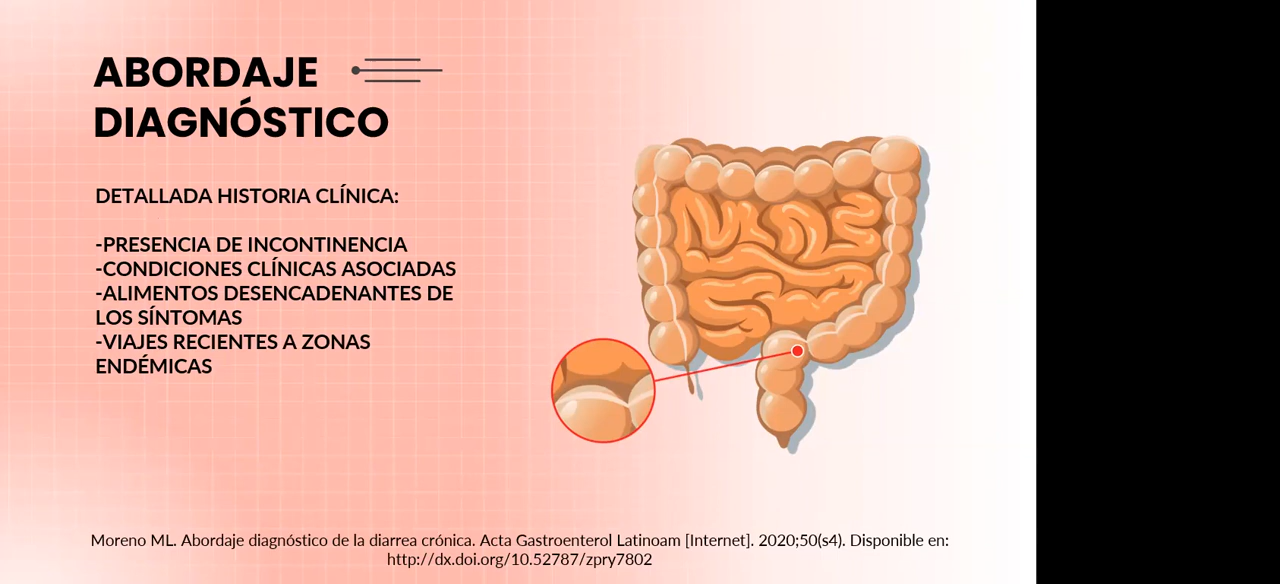 ABORDAJE
DIAGNÓSTICO
DETALLADA HISTORIA CLÍNICA:
-PRESENCIA DE INCONTINENCIA
-CONDICIONES CLÍNICAS ASOCIADAS
-ALIMENTOS DESENCADENANTES DE
LOS SÍNTOMAS
-VIAJES RECIENTES A ZONAS
ENDÉMICAS
Moreno ML. Abordaje diagnóstico de la diarrea crónica. Acta Gastroenterol Latinoam [Internet]. 2020;50(s4). Disponible en:
http://dx.doi.org/10.52787/zpry7802